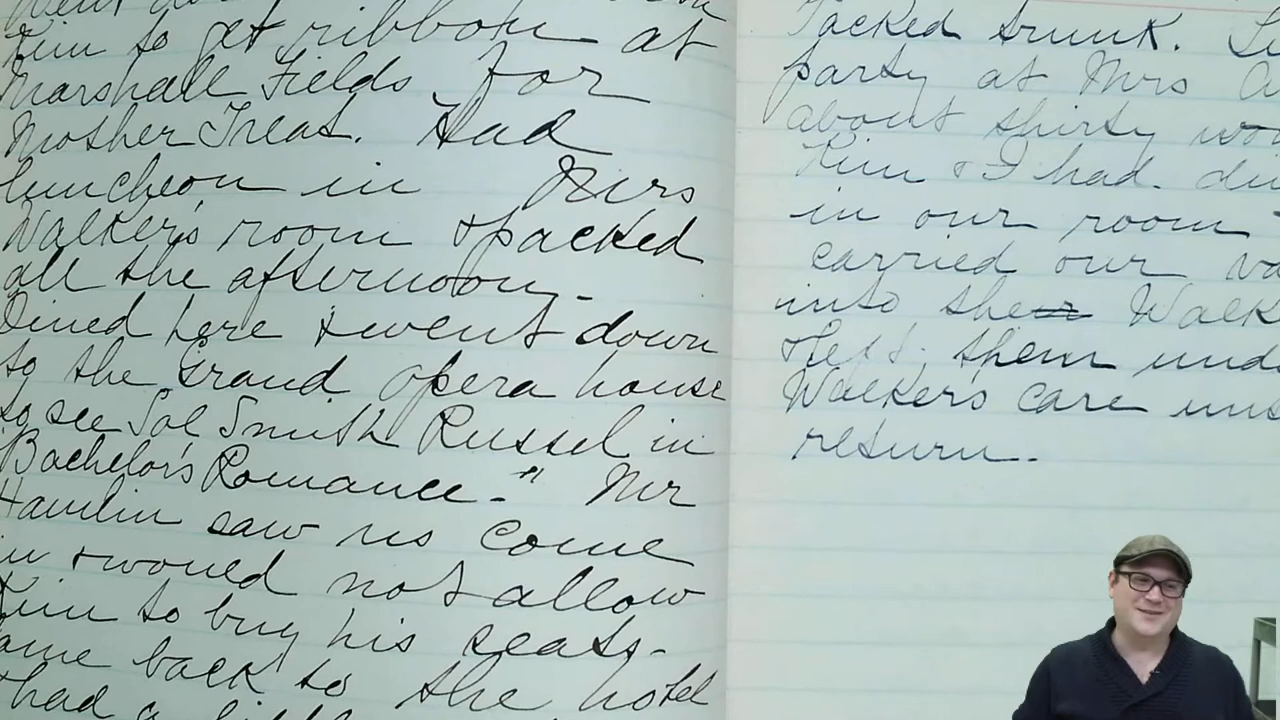 Kim to get ribbon at
Marshall Fields for
Mother Treat. Had
luncheon in Mrs
Walker's room & packed
all the afternoon -
Dined here & went down
to the Grand opera house
to see Sol Smith Russel in
"Bachelor's Romance." Mr
Hamlin saw us come
in & would not allow
Kim to buy his seats.
ame back to the hotel
& had a
Packed trunk.
party at Mrs
about thirty
Kim & I had
in our room
carried our
into the Walk
& left them und
Walker's care
return.